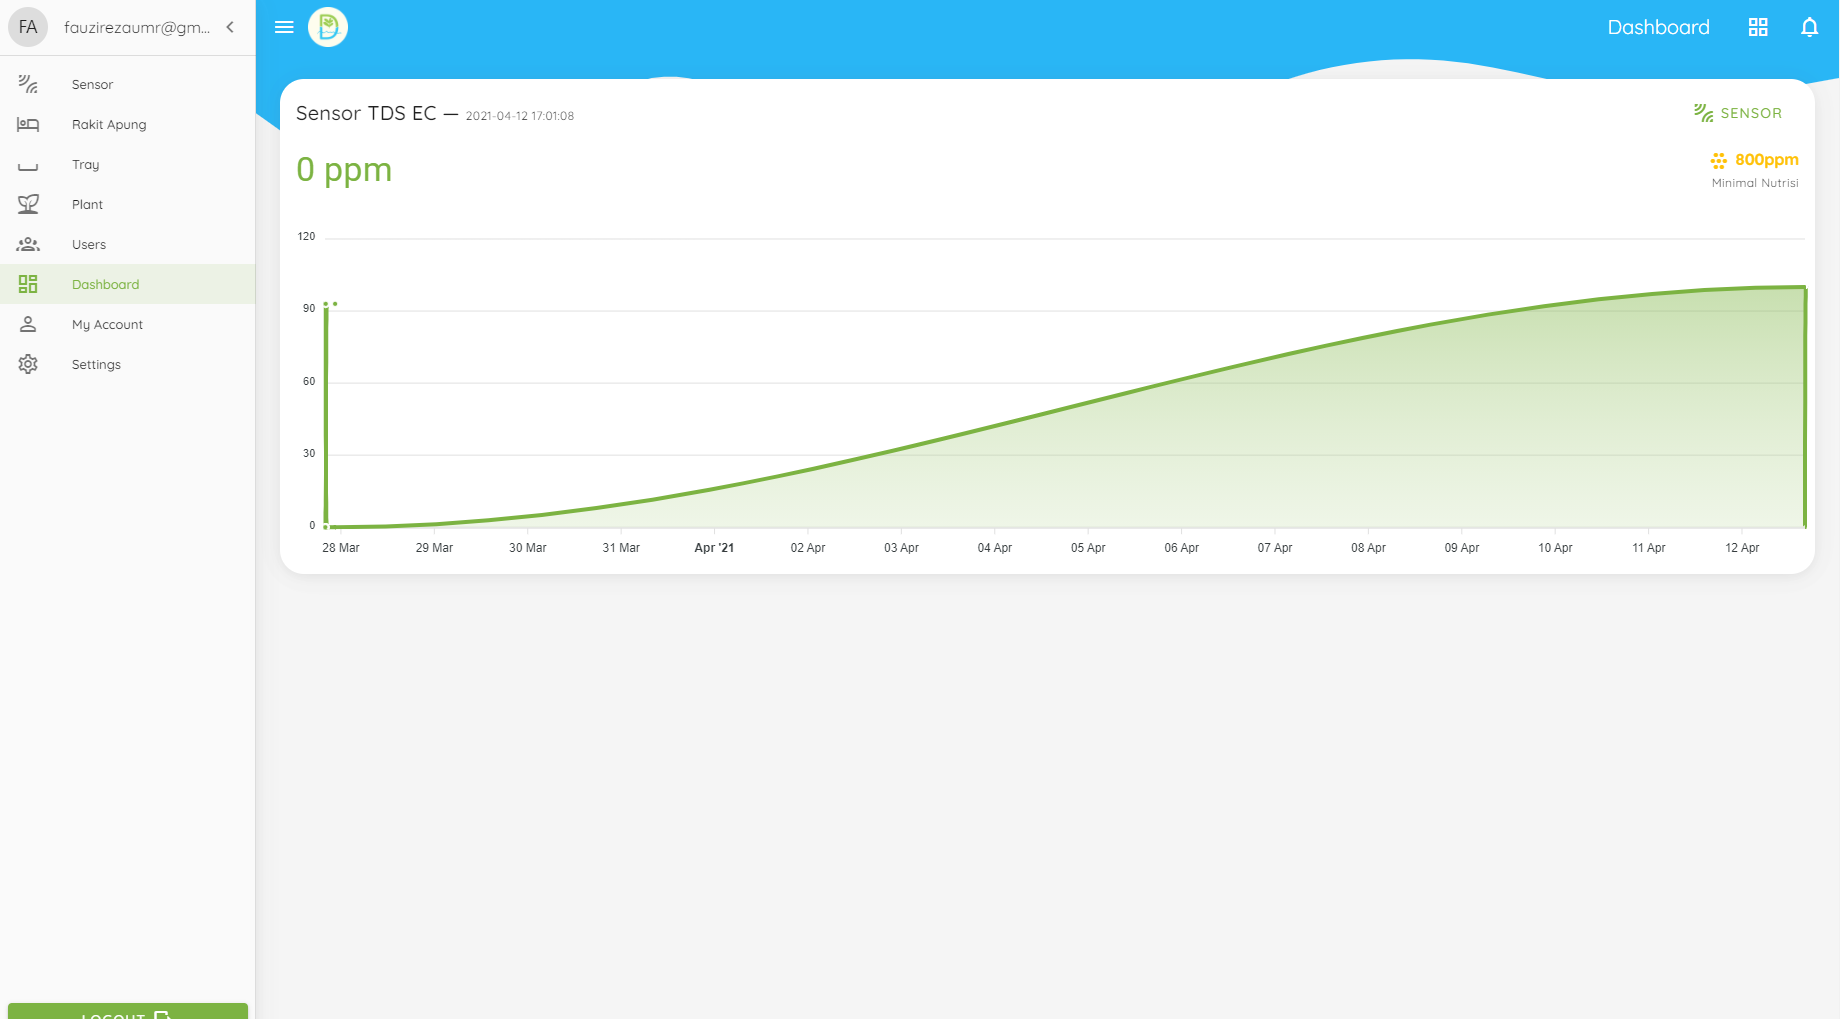 FA
fauzirezaumr@gm...
Sensor
Rakit Apung
Tray
Plant
Users
Dashboard
My Account
Settings
LOGOUT
Dashboard
Sensor TDS EC — 2021-04-12 17:01:08
SENSOR
0 ppm
800ppm
Minimal Nutrisi
120
90
60
30
0
28 Mar 29 Mar 30 Mar 31 Mar Apr '21 02 Apr 03 Apr 04 Apr 05 Apr 06 Apr 07 Apr 08 Apr 09 Apr 10 Apr 11 Apr 12 Apr